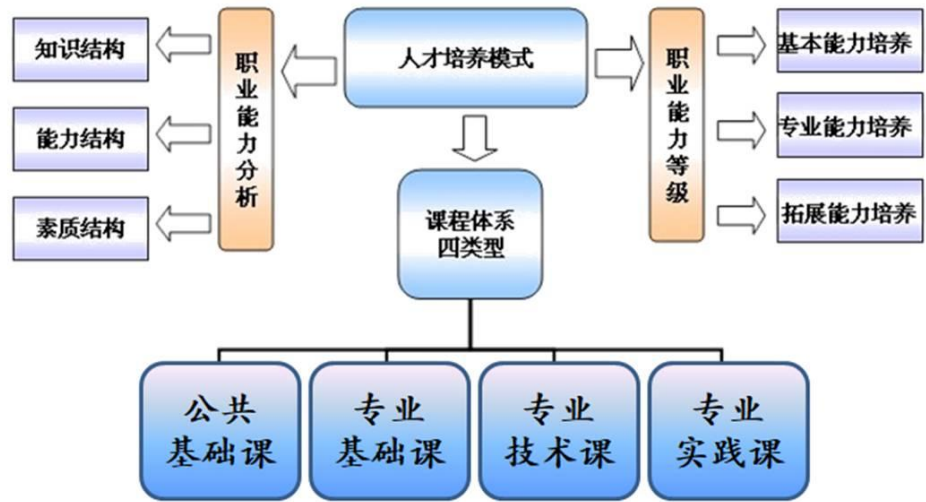 人才培养模式
职业能力分析
知识结构
能力结构
素质结构
职业能力等级
基本能力培养
专业能力培养
拓展能力培养
课程体系
四类型
公共
基础课
专业
基础课
专业
技术课
专业
实践课